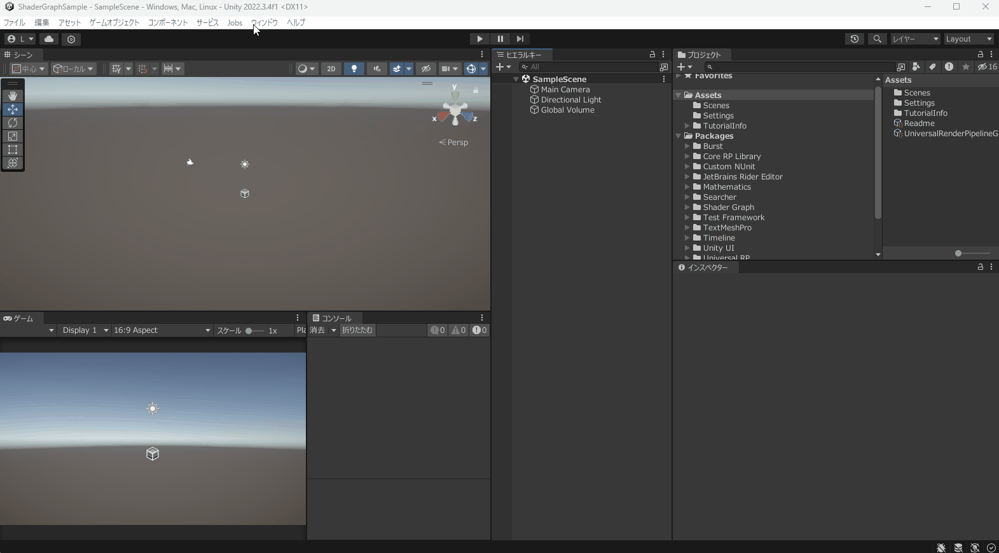 ShaderGraphSample - SampleScene - Windows, Mac, Linux - Unity 2022.3.4f1 <DX11>
ファイル 編集 アセット ゲームオブジェクト コンポーネント サービス Jobs ウィンドウ ヘルプ
L レイヤー Layout
シーン
中心 ローカル 2D
y
x z
Persp
ゲーム
Display 1 16:9 Aspect スケール 1x Pla
コンソール
消去 折りたたむ 0 0 0
ヒエラルキー
All
SampleScene
Main Camera
Directional Light
Global Volume
プロジェクト
16
Favorites
Assets
Scenes
Settings
TutorialInfo
Packages
Burst
Core RP Library
Custom NUnit
JetBrains Rider Editor
Mathematics
Searcher
Shader Graph
Test Framework
TextMeshPro
Timeline
Unity UI
Universal RP
Assets
Scenes
Settings
TutorialInfo
Readme
UniversalRenderPipelineG
インスペクター